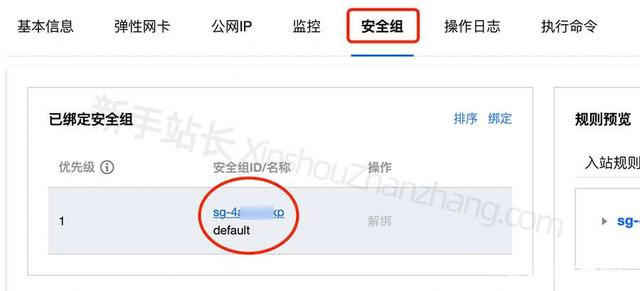 基本信息 弹性网卡 公网IP 监控 安全组 操作日志 执行命令
已绑定安全组 排序 绑定 规则预览
优先级 安全组ID/名称 操作 入站规则
1 sg-4 xp 解绑 sg-
default
新手站长 XinshouZhanzhang.com